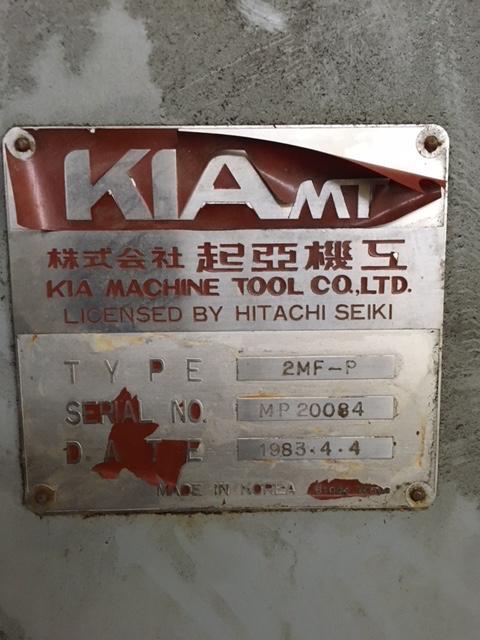 KIA MT
株式会社 起亞機工
KIA MACHINE TOOL CO.,LTD.
LICENSED BY HITACHI SEIKI
TYPE 2MF-P
SERIAL NO. MP20084
DATE 1983.4.4
MADE IN KOREA